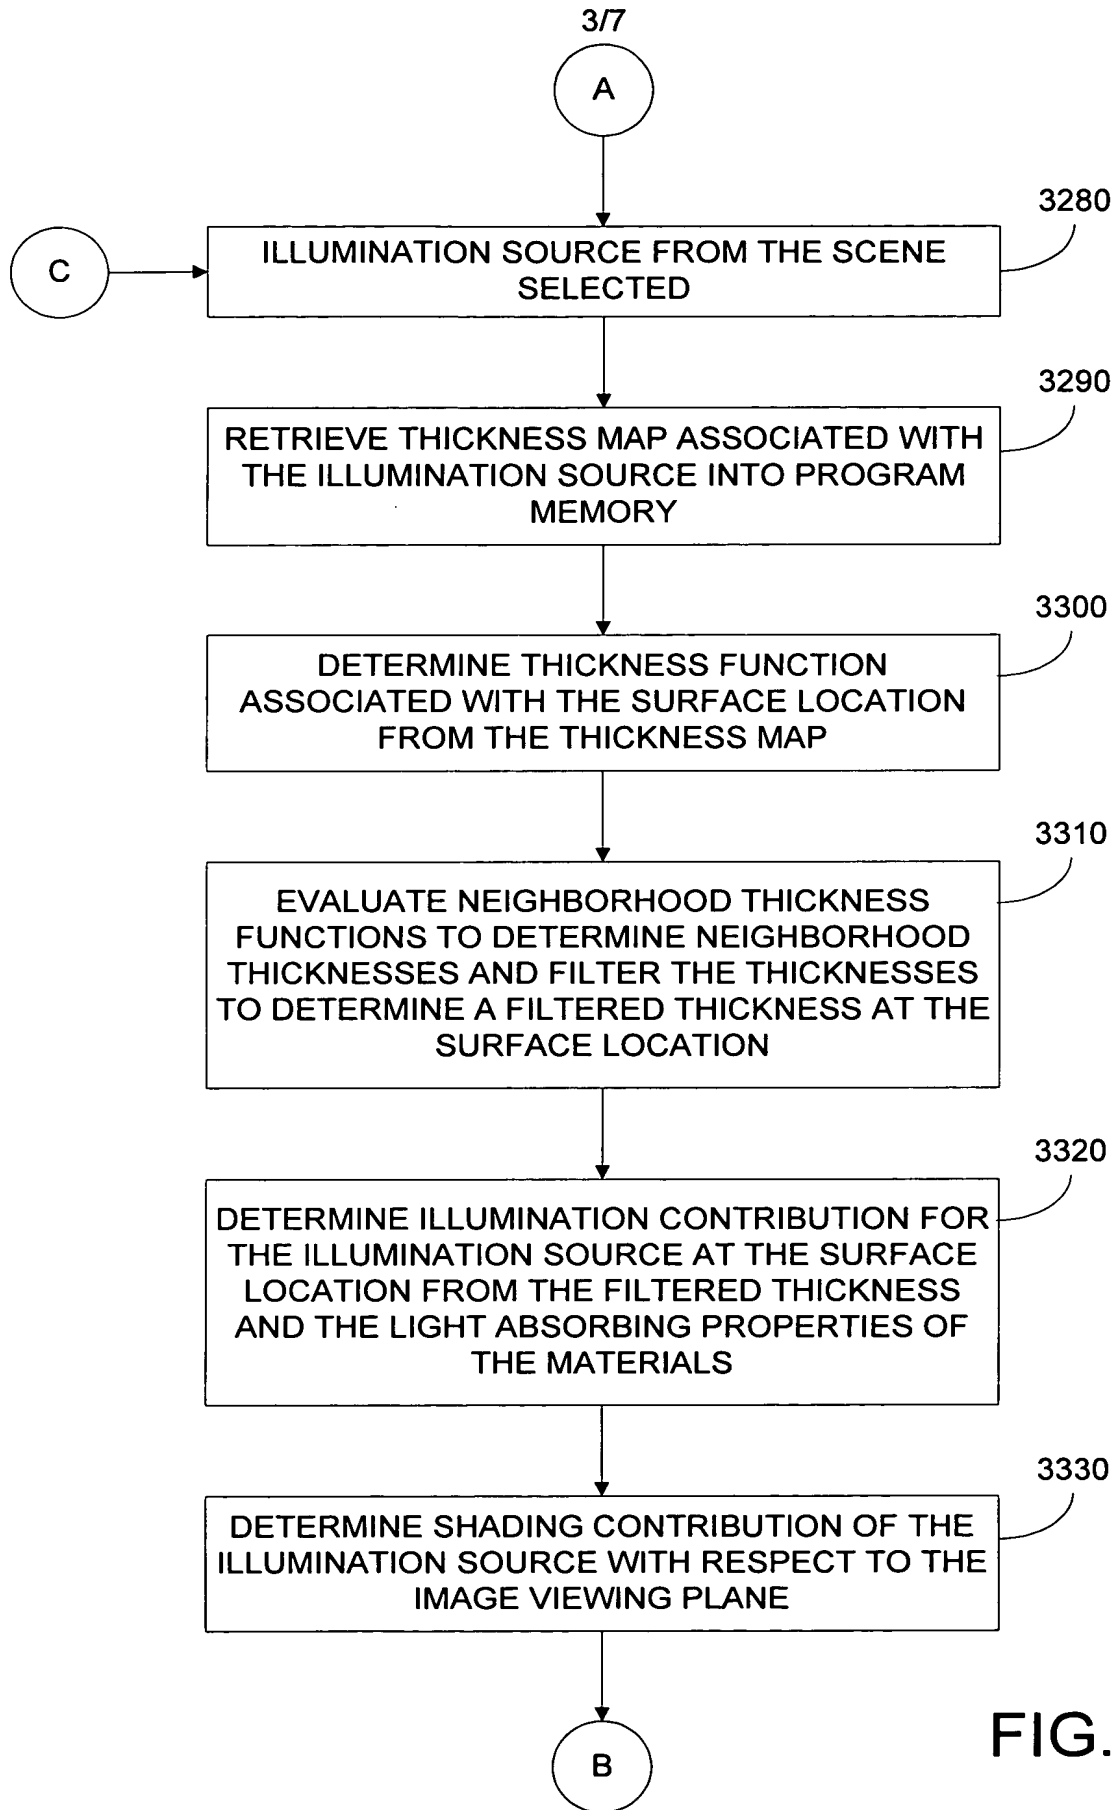 3/7
A
3280
C
ILLUMINATION SOURCE FROM THE SCENE
SELECTED
3290
RETRIEVE THICKNESS MAP ASSOCIATED WITH
THE ILLUMINATION SOURCE INTO PROGRAM
MEMORY
3300
DETERMINE THICKNESS FUNCTION
ASSOCIATED WITH THE SURFACE LOCATION
FROM THE THICKNESS MAP
3310
EVALUATE NEIGHBORHOOD THICKNESS
FUNCTIONS TO DETERMINE NEIGHBORHOOD
THICKNESSES AND FILTER THE THICKNESSES
TO DETERMINE A FILTERED THICKNESS AT THE
SURFACE LOCATION
3320
DETERMINE ILLUMINATION CONTRIBUTION FOR
THE ILLUMINATION SOURCE AT THE SURFACE
LOCATION FROM THE FILTERED THICKNESS
AND THE LIGHT ABSORBING PROPERTIES OF
THE MATERIALS
3330
DETERMINE SHADING CONTRIBUTION OF THE
ILLUMINATION SOURCE WITH RESPECT TO THE
IMAGE VIEWING PLANE
B
FIG.